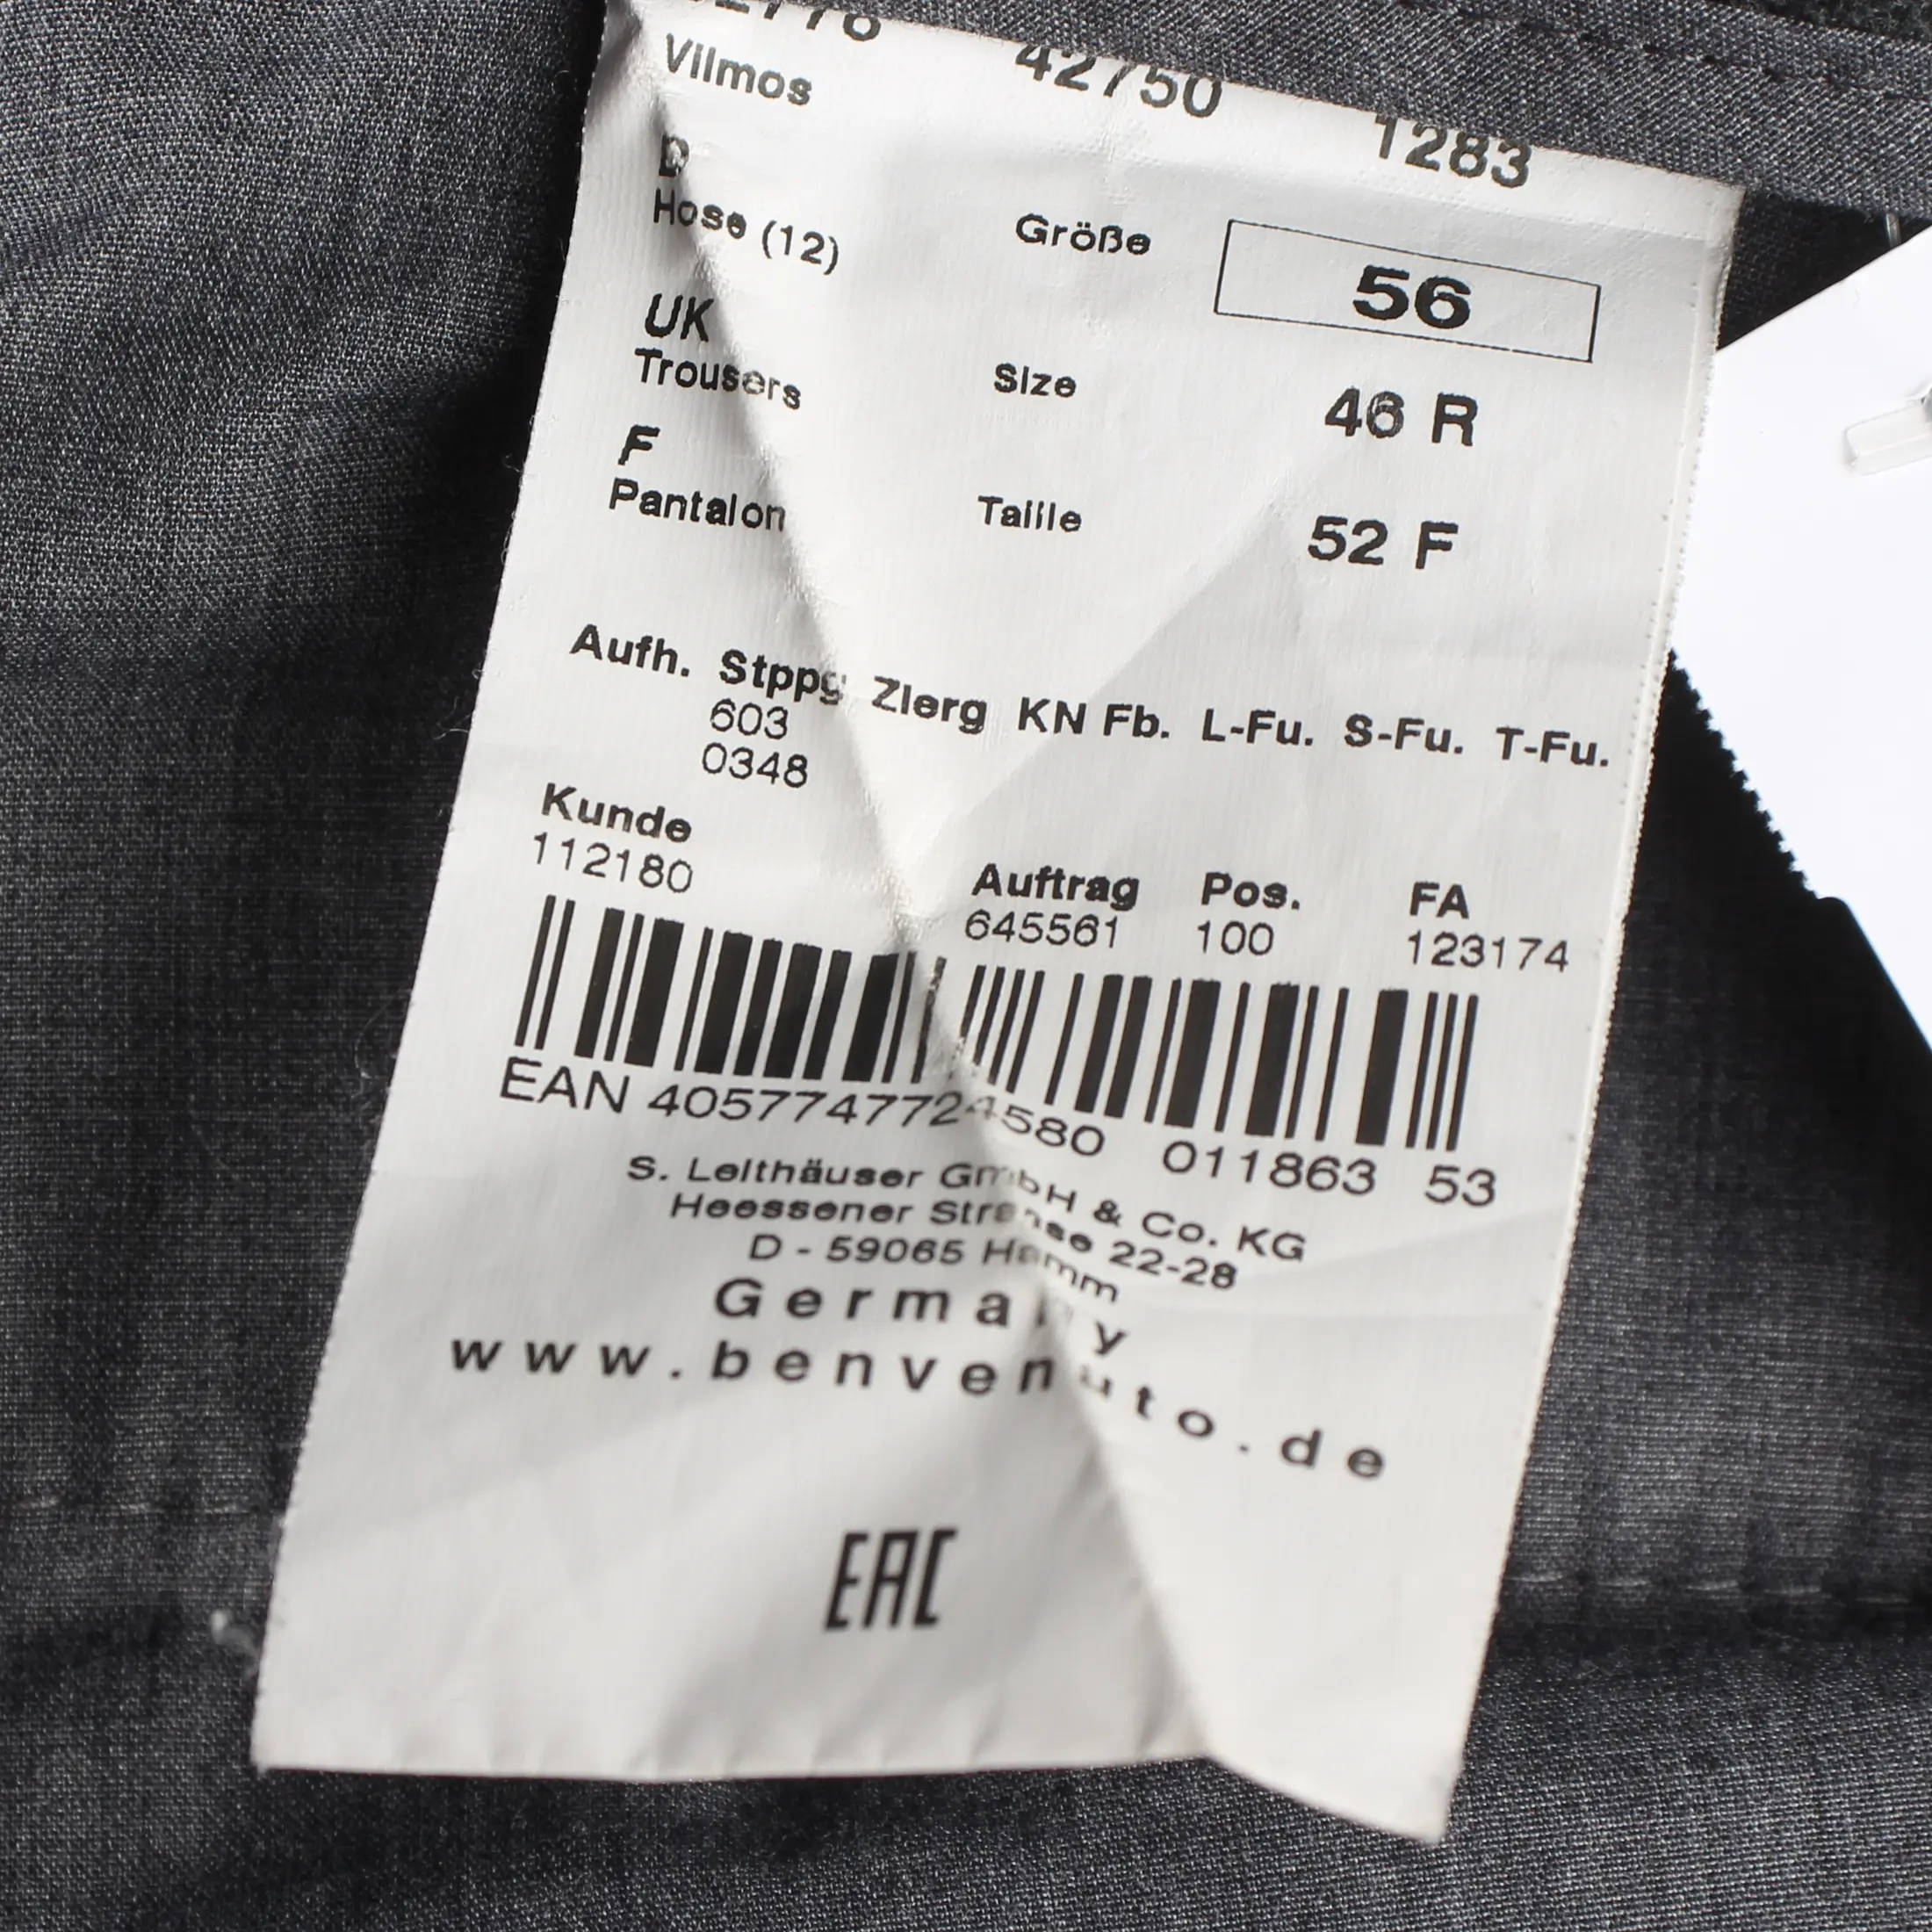 42750 1283
Vilmos
D
Hose (12) Größe 56
UK
Trousers Size 46 R
F
Pantalon Taille 52 F
Aufh. Stppg Zierg KN Fb. L-Fu. S-Fu. T-Fu.
603
0348
Kunde
112180
Auftrag Pos. FA
645561 100 123174
EAN 4057747724580 011863 53
S. Leithäuser GmbH & Co. KG
Heessener Strasse 22-28
D - 59065 Hamm
Germany
www.benvenuto.de
EAC